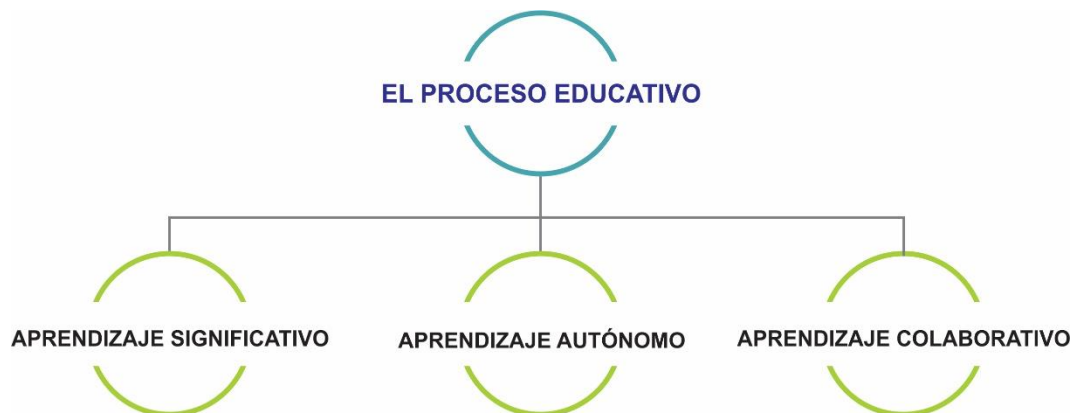 EL PROCESO EDUCATIVO
APRENDIZAJE SIGNIFICATIVO
APRENDIZAJE AUTÓNOMO
APRENDIZAJE COLABORATIVO